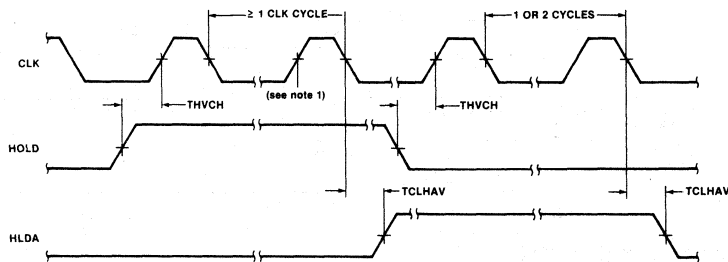 ≥ 1 CLK CYCLE
1 OR 2 CYCLES
CLK
(see note 1)
THVCH
THVCH
HOLD
TCLHAV
TCLHAV
HLDA